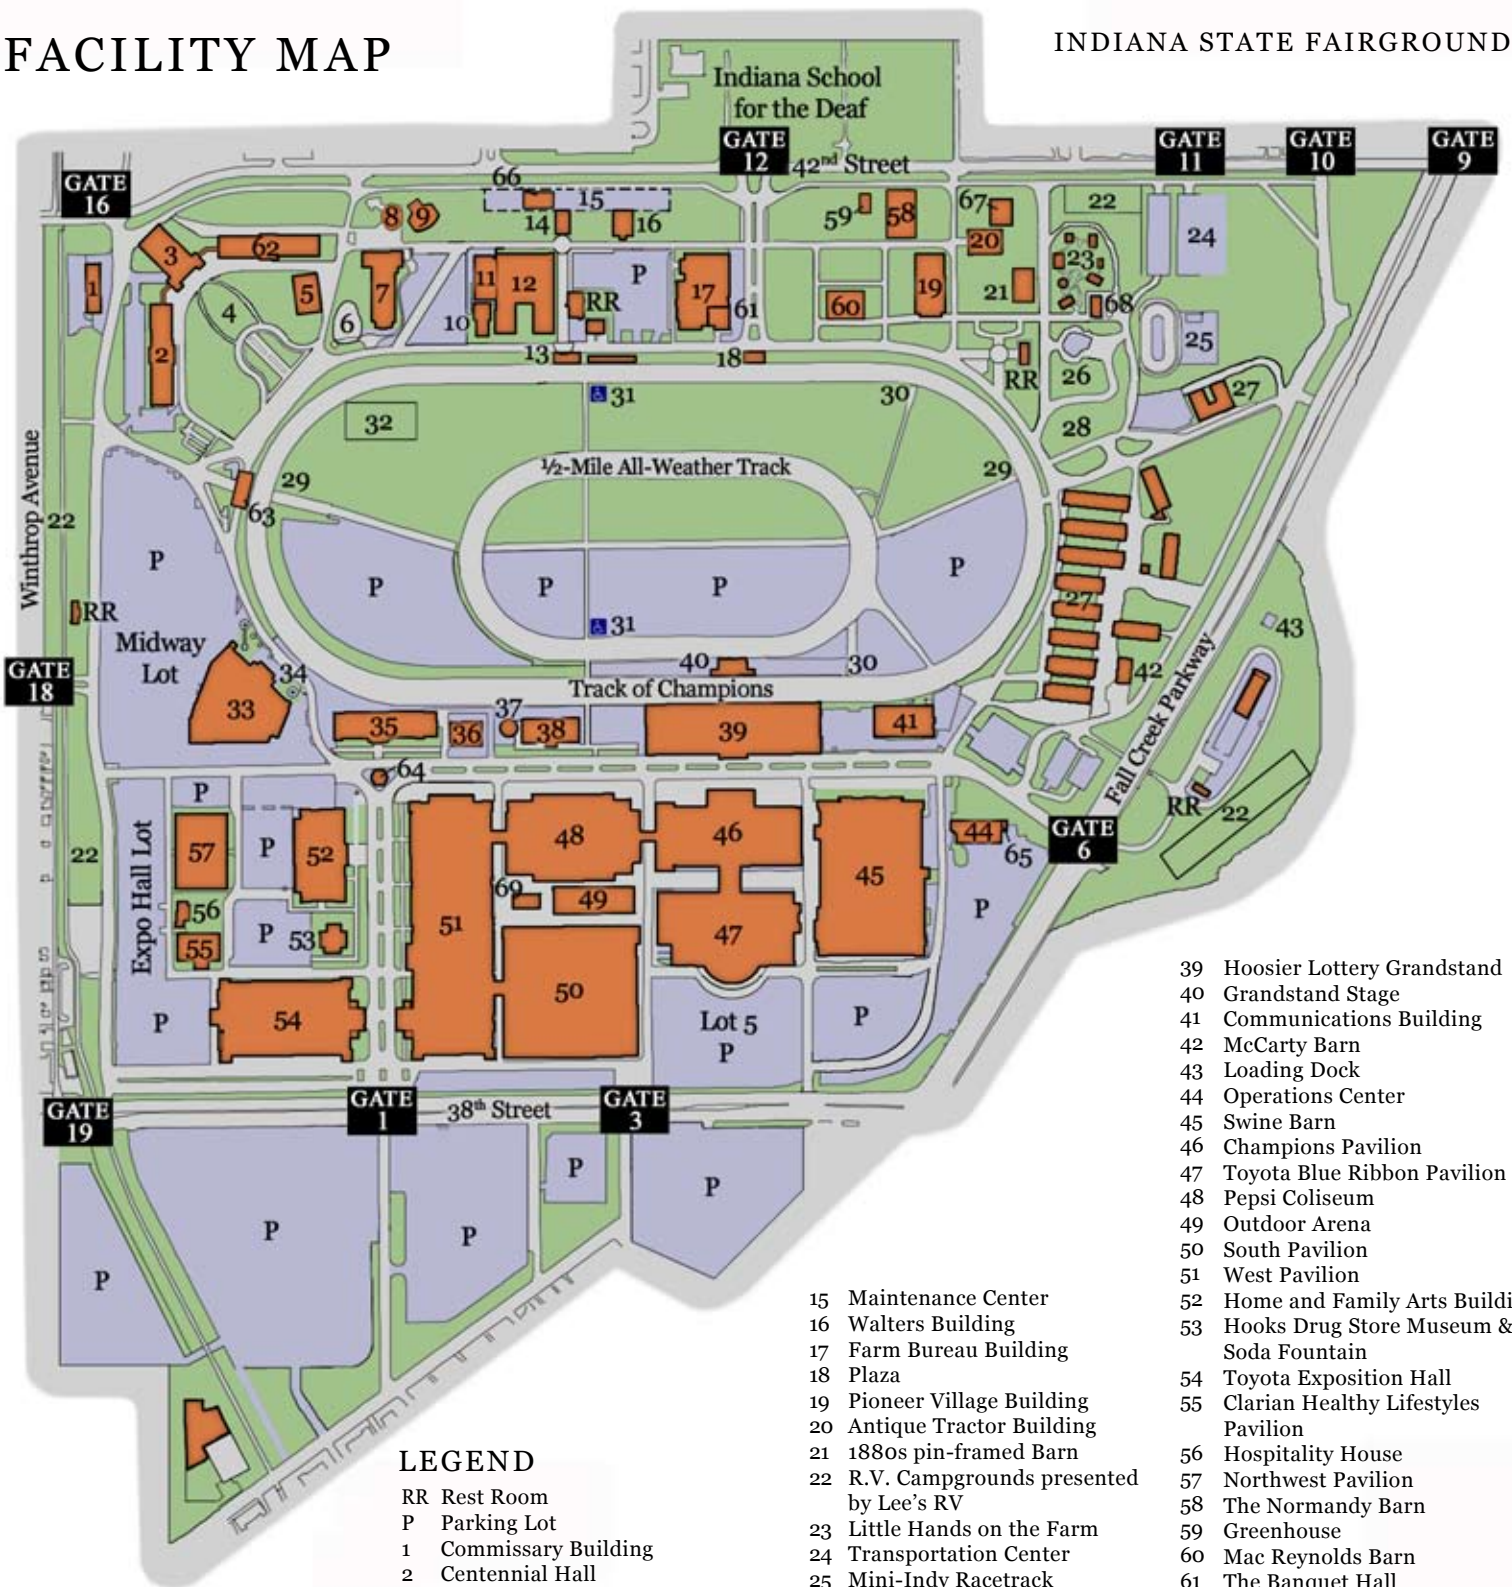 FACILITY MAP
INDIANA STATE FAIRGROUND
Indiana School
for the Deaf
GATE
12
42nd Street
GATE
11
GATE
10
GATE
9
GATE
16
66
15
14
16
8
9
59
58
67
20
22
24
3
62
1
5
4
6
7
11
12
10
P
RR
17
61
60
19
21
23
68
25
2
13
18
RR
26
27
31
30
32
28
½-Mile All-Weather Track
29
29
63
Winthrop Avenue
22
P
P
P
P
P
27
RR
31
43
Midway
Lot
GATE
18
34
33
40
30
42
Track of Champions
Fall Creek Parkway
35
36
37
38
39
41
64
P
RR
22
Expo Hall Lot
57
P
52
48
46
45
44
65
GATE
6
22
69
49
56
55
P
53
51
47
P
50
P
54
Lot 5
P
P
GATE
19
GATE
1
38th Street
GATE
3
P
P
P
P
P
LEGEND
RR Rest Room
P Parking Lot
1 Commissary Building
2 Centennial Hall
15 Maintenance Center
16 Walters Building
17 Farm Bureau Building
18 Plaza
19 Pioneer Village Building
20 Antique Tractor Building
21 1880s pin-framed Barn
22 R.V. Campgrounds presented
by Lee's RV
23 Little Hands on the Farm
24 Transportation Center
25 Mini-Indy Racetrack
39 Hoosier Lottery Grandstand
40 Grandstand Stage
41 Communications Building
42 McCarty Barn
43 Loading Dock
44 Operations Center
45 Swine Barn
46 Champions Pavilion
47 Toyota Blue Ribbon Pavilion
48 Pepsi Coliseum
49 Outdoor Arena
50 South Pavilion
51 West Pavilion
52 Home and Family Arts Buildi
53 Hooks Drug Store Museum &
Soda Fountain
54 Toyota Exposition Hall
55 Clarian Healthy Lifestyles
Pavilion
56 Hospitality House
57 Northwest Pavilion
58 The Normandy Barn
59 Greenhouse
60 Mac Reynolds Barn
61 The Banquet Hall